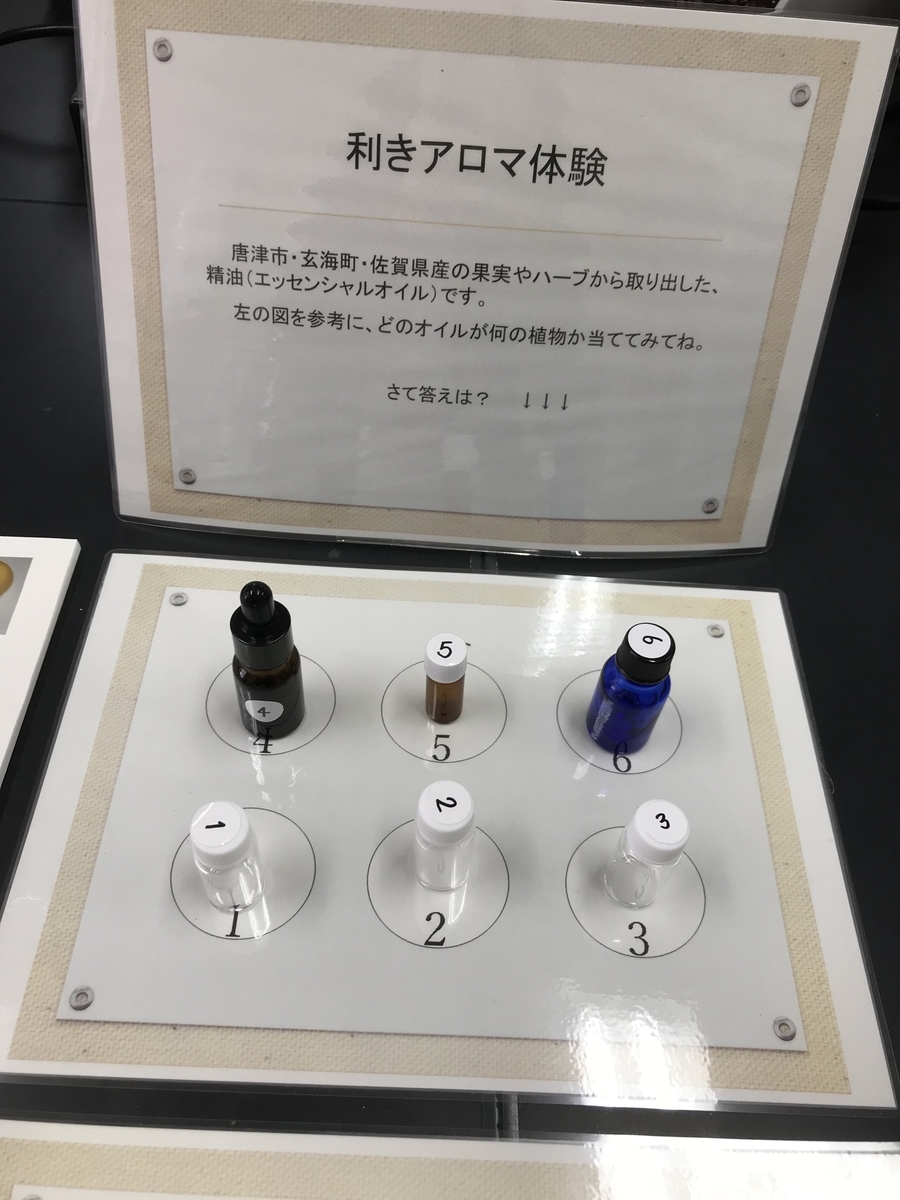 利きアロマ体験
唐津市・玄海町・佐賀県産の果実やハーブから取り出した、
精油(エッセンシャルオイル)です。
左の図を参考に、どのオイルが何の植物か当ててみてね。
さて答えは? ↓↓↓
4
5
6
4
5
6
1
2
3
1
2
3